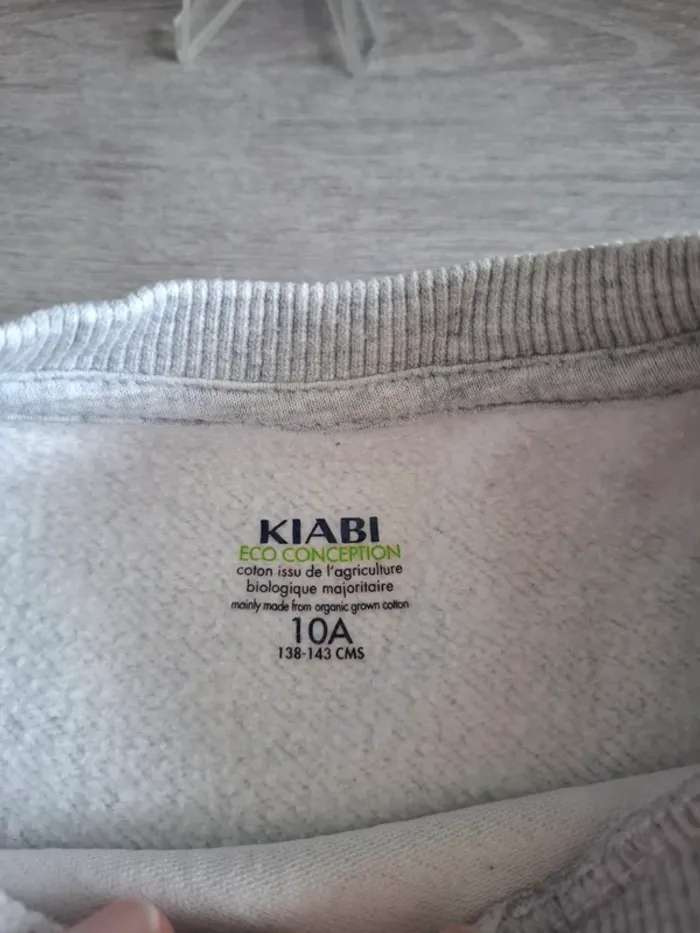 KIABI
ECO CONCEPTION
coton issu de l'agriculture
biologique majoritaire
mainly made from organic grown cotton
10A
138-143 CMS